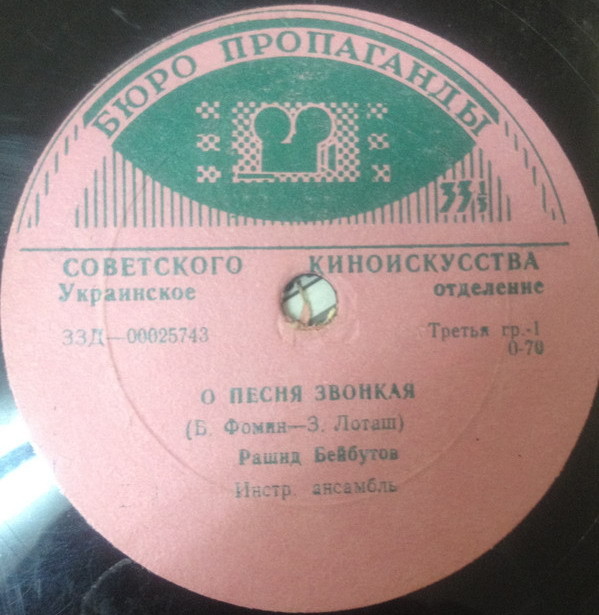 БЮРО ПРОПАГАНДЫ
33⅓
СОВЕТСКОГО КИНОИСКУССТВА
Украинское отделение
33Д—00025743 Третья гр.-1
0-70
О ПЕСНЯ ЗВОНКАЯ
(Б. Фомин—З. Лоташ)
Рашид Бейбутов
Инстр. ансамбль